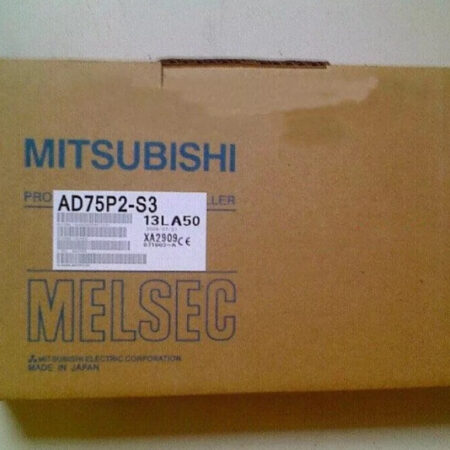 MITSUBISHI
PRO LLER
AD75P2-S3
13LA50
XA2909 CE
MELSEC
MITSUBISHI ELECTRIC CORPORATION
MADE IN JAPAN